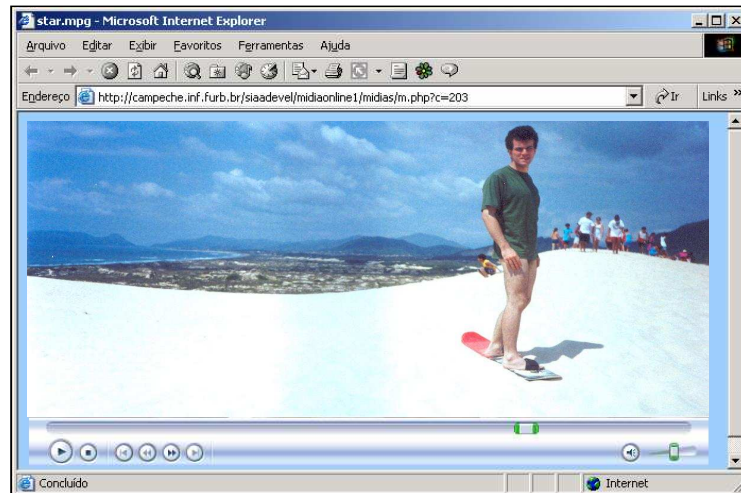 star.mpg - Microsoft Internet Explorer
Arquivo Editar Exibir Favoritos Ferramentas Ajuda
Endereço http://campeche.inf.furb.br/siaadevel/midiaonline1/midias/m.php?c=203 Ir Links »
Concluído Internet